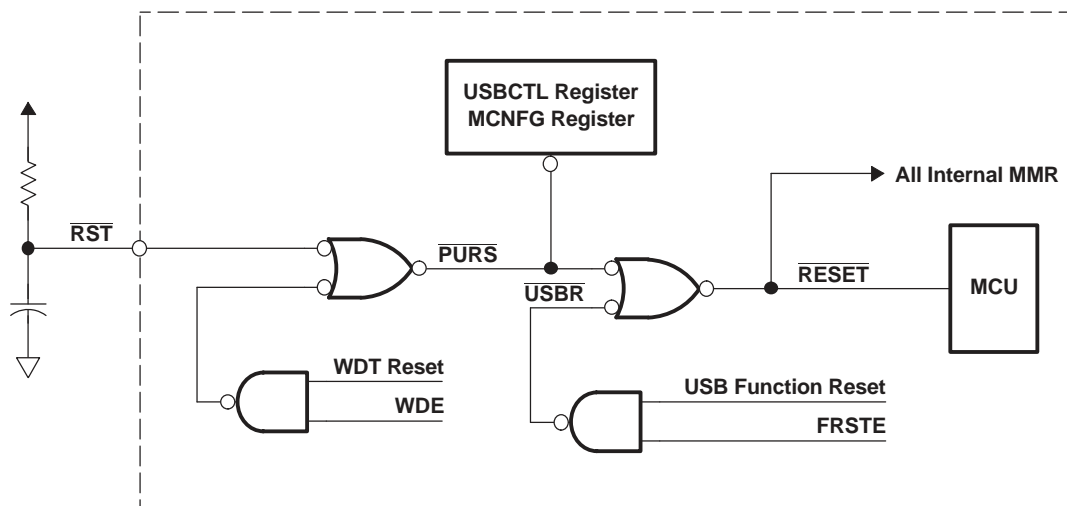 USBCTL Register
MCNFG Register
All Internal MMR
RST
PURS
USBR
RESET
MCU
WDT Reset
WDE
USB Function Reset
FRSTE